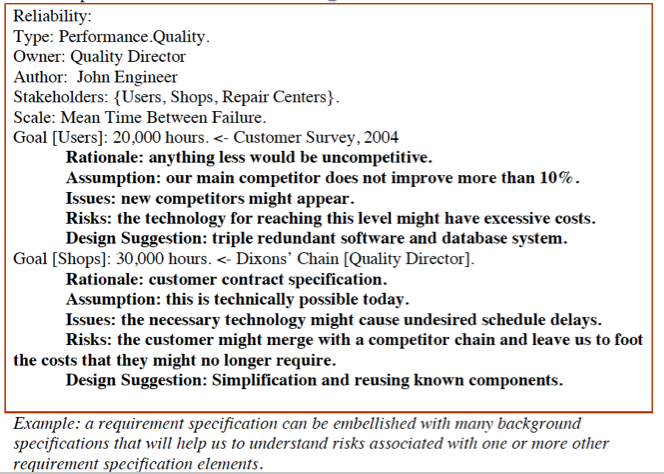 Reliability:
Type: Performance.Quality.
Owner: Quality Director
Author:  John Engineer
Stakeholders: {Users, Shops, Repair Centers}.
Scale: Mean Time Between Failure.
Goal [Users]: 20,000 hours. <- Customer Survey, 2004
Rationale: anything less would be uncompetitive.
Assumption: our main competitor does not improve more than 10%.
Issues: new competitors might appear.
Risks: the technology for reaching this level might have excessive costs.
Design Suggestion: triple redundant software and database system.
Goal [Shops]: 30,000 hours. <- Dixons’ Chain [Quality Director].
Rationale: customer contract specification.
Assumption: this is technically possible today.
Issues: the necessary technology might cause undesired schedule delays.
Risks: the customer might merge with a competitor chain and leave us to foot
the costs that they might no longer require.
Design Suggestion: Simplification and reusing known components.
Example: a requirement specification can be embellished with many background
specifications that will help us to understand risks associated with one or more other
requirement specification elements.